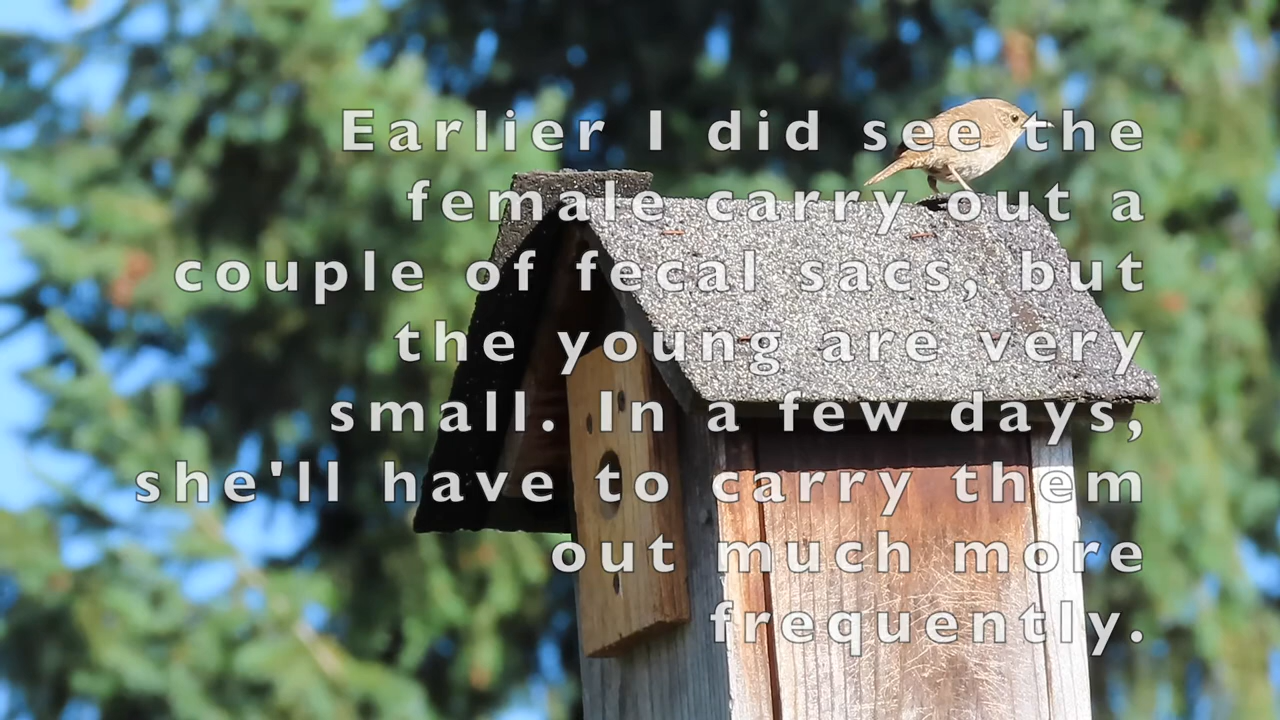 Earlier I did see the
female carry out a
couple of fecal sacs, but
the young are very
small. In a few days,
she'll have to carry them
out much more
frequently.